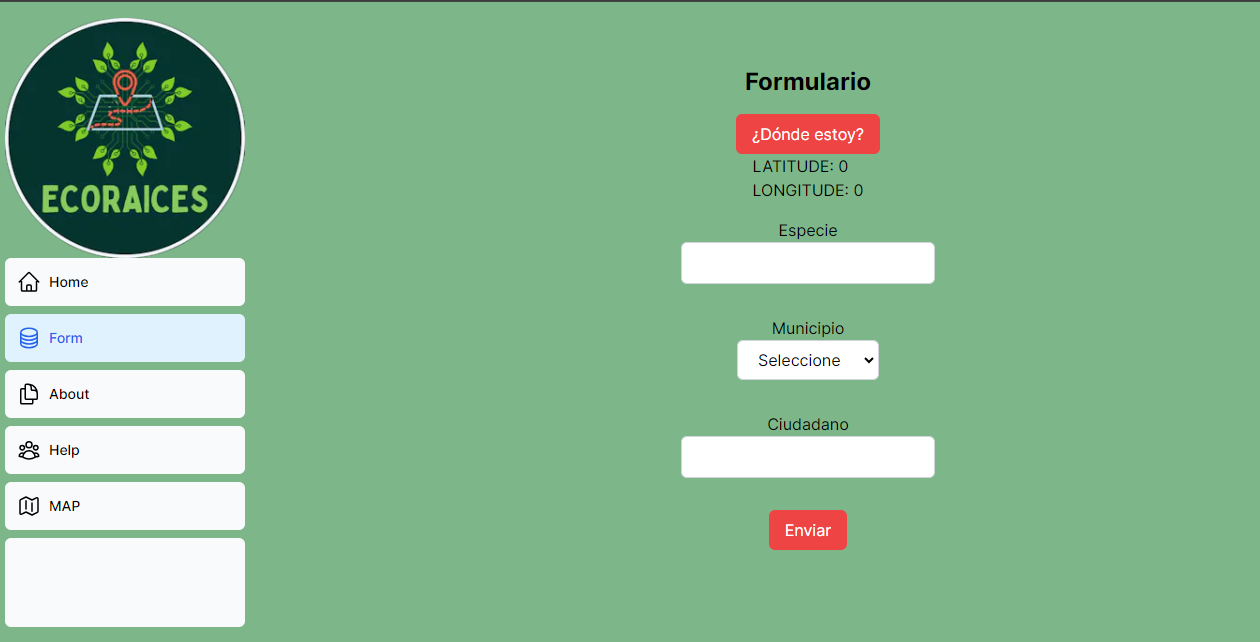 ECORAICES
Home
Form
About
Help
MAP
Formulario
¿Dónde estoy?
LATITUDE: 0
LONGITUDE: 0
Especie
Municipio
Seleccione
Ciudadano
Enviar